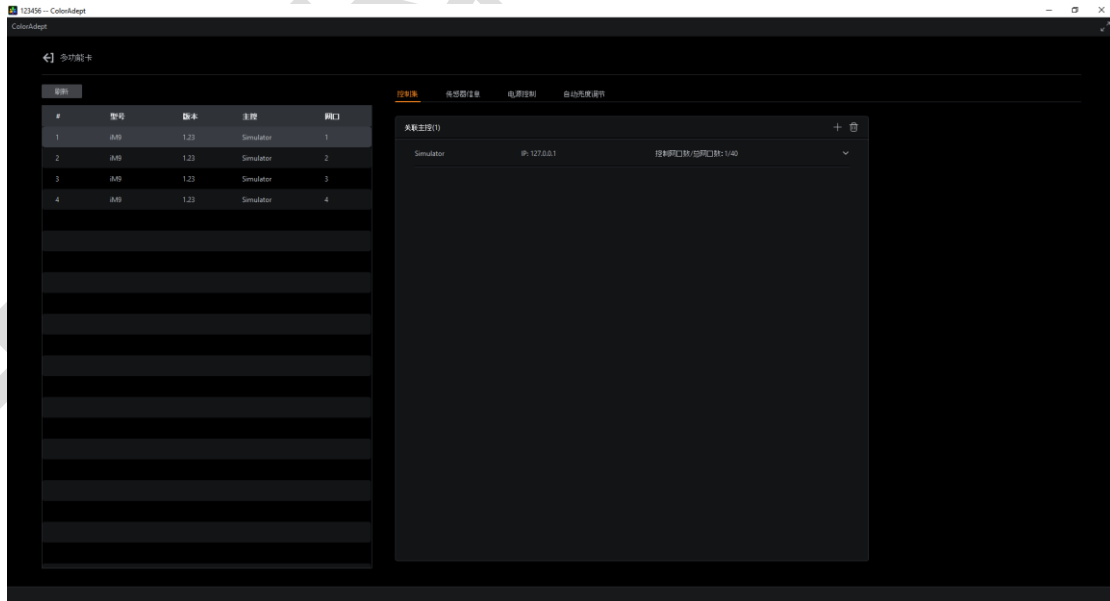 123456 -- ColorAdept
ColorAdept
多功能卡
刷新
控制集 传感器信息 电源控制 自动亮度调节
# 型号 版本 主控 网口
1 iM9 1.23 Simulator 1
2 iM9 1.23 Simulator 2
3 iM9 1.23 Simulator 3
4 iM9 1.23 Simulator 4
关联主控(1)
Simulator IP: 127.0.0.1 控制网口数/总网口数: 1/40